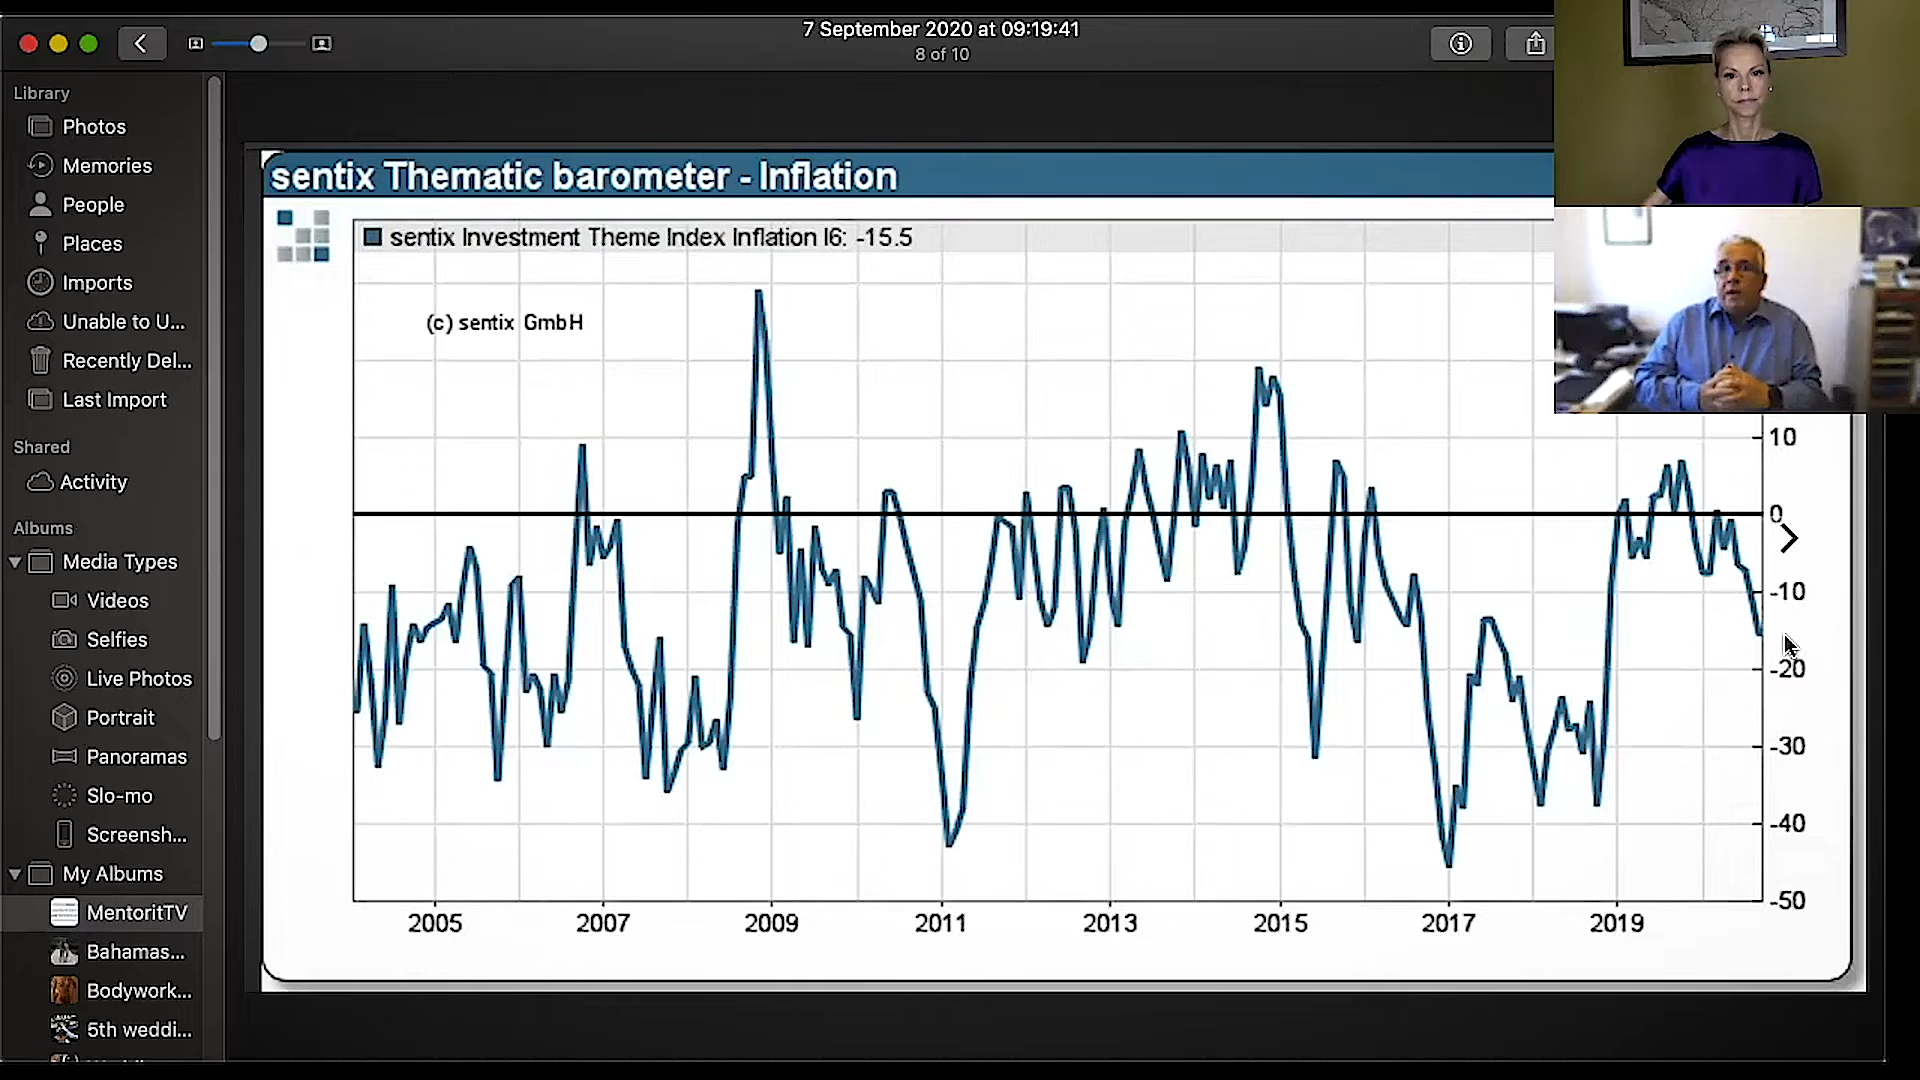 7 September 2020 at 09:19:41
8 of 10
Library
Photos
Memories
People
Places
Imports
Unable to U...
Recently Del...
Last Import
Shared
Activity
Albums
Media Types
Videos
Selfies
Live Photos
Portrait
Panoramas
Slo-mo
Screensh...
My Albums
MentoritTV
Bahamas...
Bodywork...
5th weddi...
sentix Thematic barometer - Inflation
sentix Investment Theme Index Inflation I6: -15.5
(c) sentix GmbH
10
0
-10
-20
-30
-40
-50
2005 2007 2009 2011 2013 2015 2017 2019